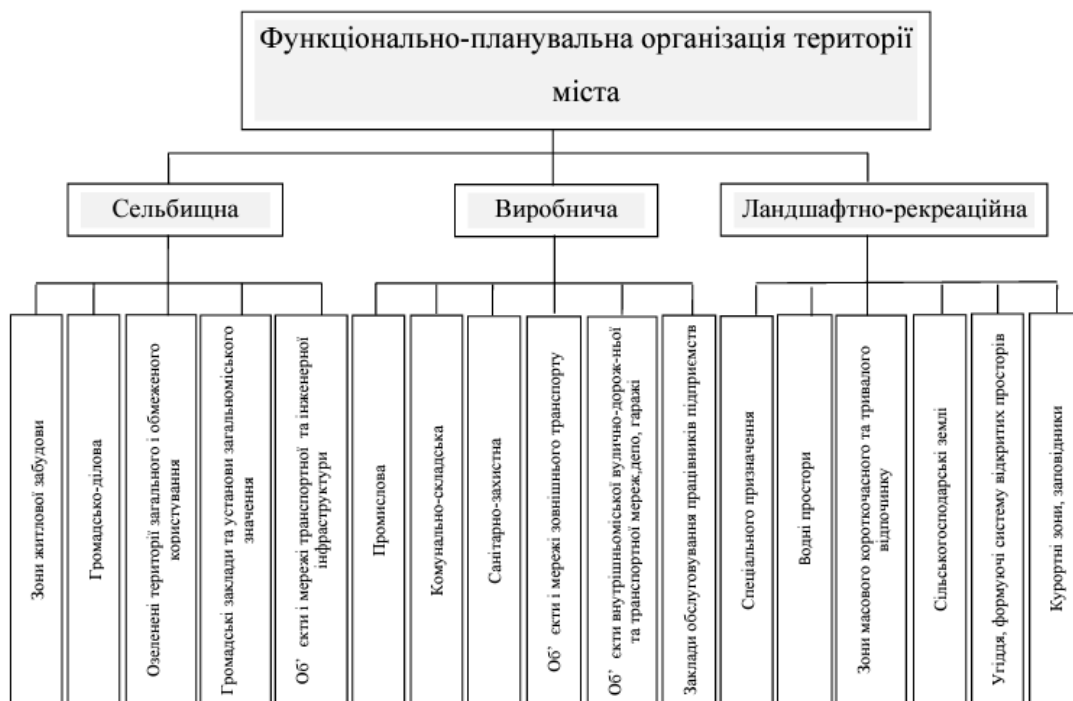 Функціонально-планувальна організація території
міста
Сельбищна
Виробнича
Ландшафтно-рекреаційна
Зони житлової забудови
Громадсько-ділова
Озеленені території загального і обмеженого
користування
Громадські заклади та установи загальноміського
значення
Об' єкти і мережі транспортної та інженерної
інфраструктури
Промислова
Комунально-складська
Санітарно-захистна
Об' єкти і мережі зовнішнього транспорту
Об' єкти внутрішньоміської вулично-дорож-ньої
та транспортної мереж,депо, гаражі
Заклади обслуговування працівників підприємств
Спеціального призначення
Водні простори
Зони масового короткочасного та тривалого
відпочинку
Сільськогосподарські землі
Угіддя, формуючі систему відкритих просторів
Курортні зони, заповідники